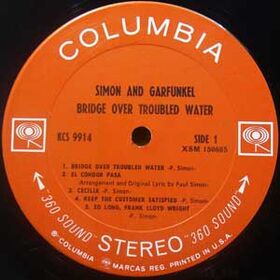 COLUMBIA
SIMON AND GARFUNKEL
BRIDGE OVER TROUBLED WATER
KCS 9914
SIDE 1
XSM 150685
1. BRIDGE OVER TROUBLED WATER -P. Simon-
2. EL CONDOR PASA
Arrangement and Original Lyric by Paul Simon-
3. CECILIA -P. Simon-
4. KEEP THE CUSTOMER SATISFIED -P. Simon-
5. SO LONG, FRANK LLOYD WRIGHT
-P. Simon-
"360 SOUND" STEREO "360 SOUND"
© COLUMBIA MARCAS REG. PRINTED IN U.S.A.